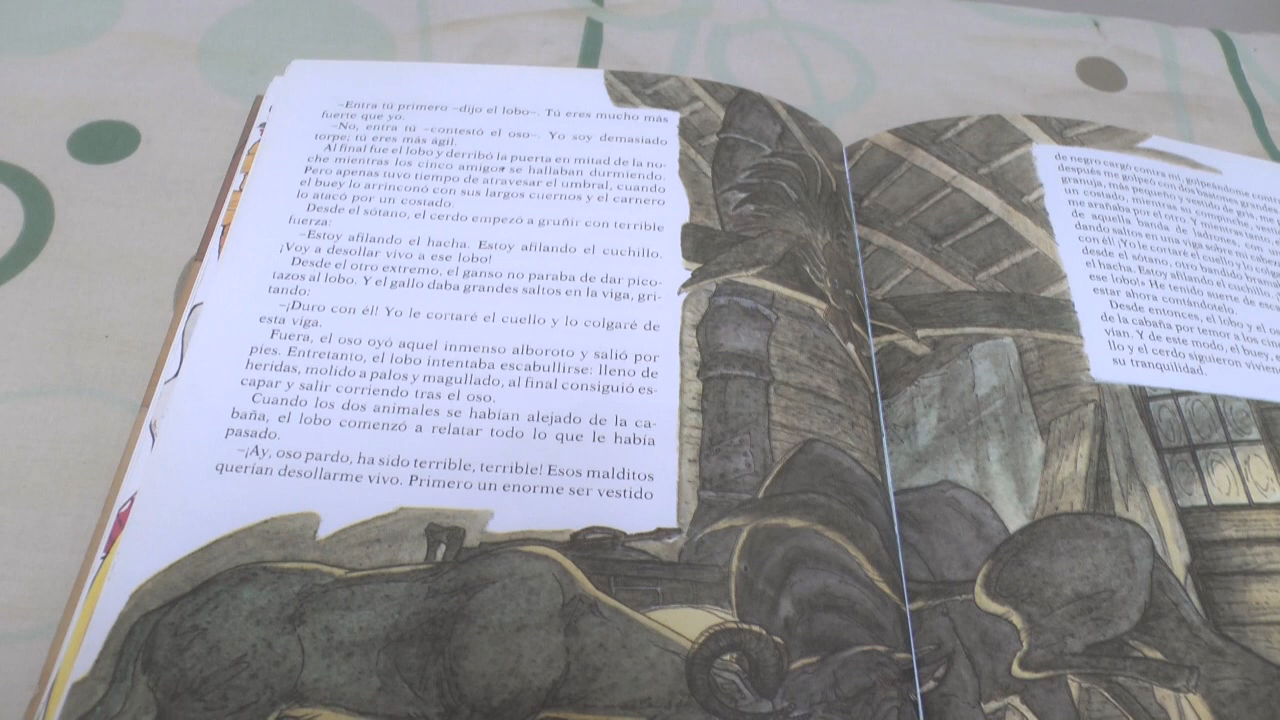 –Entra tú primero –dijo el lobo–. Tú eres mucho más
fuerte que yo.
–No, entra tú –contestó el oso–. Yo soy demasiado
torpe; tú eres más ágil.
Al final fue el lobo y derribó la puerta en mitad de la no-
che mientras los cinco amigos se hallaban durmiendo.
Pero apenas tuvo tiempo de atravesar el umbral, cuando
el buey lo arrinconó con sus largos cuernos y el carnero
lo atacó por un costado.
Desde el sótano, el cerdo empezó a gruñir con terrible
fuerza:
–Estoy afilando el hacha. Estoy afilando el cuchillo.
¡Voy a desollar vivo a ese lobo!
Desde el otro extremo, el ganso no paraba de dar pico-
tazos al lobo. Y el gallo daba grandes saltos en la viga, gri-
tando:
–¡Duro con él! Yo le cortaré el cuello y lo colgaré de
esta viga.
Fuera, el oso oyó aquel inmenso alboroto y salió por
pies. Entretanto, el lobo intentaba escabullirse: lleno de
heridas, molido a palos y magullado, al final consiguió es-
capar y salir corriendo tras el oso.
Cuando los dos animales se habían alejado de la ca-
baña, el lobo comenzó a relatar todo lo que le había
pasado.
–¡Ay, oso pardo, ha sido terrible, terrible! Esos malditos
querían desollarme vivo. Primero un enorme ser vestido
de negro cargó contra mí, golpeándome
después me golpeó con dos tomos
granuja, más pequeño y vestido de gris, me
un costado, mientras su compinche,
me arañaba por el otro. Y mientras tanto
de aquella banda de ladrones, con
dando saltos en una viga sobre mi
con él! ¡Yo le cortaré el cuello y lo
desde el sótano, otro bandido
el hacha. Estoy afilando el cuchillo.
ese lobo!» He tenido suerte de
estar ahora contándotelo.
Desde entonces, el lobo y el
de la cabaña por temor a los
vían. Y de este modo, el buey,
llo y el cerdo siguieron
su tranquilidad.